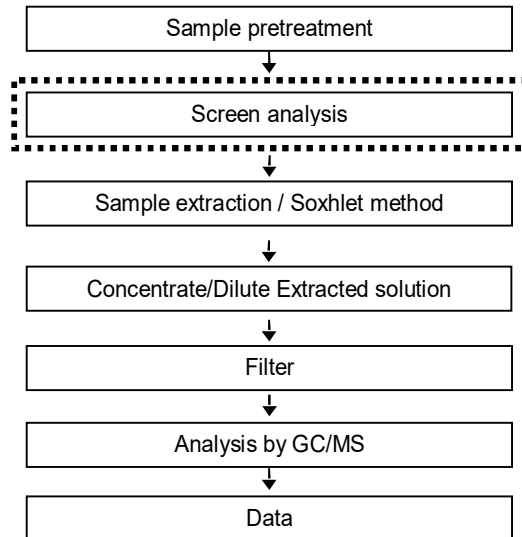 Sample pretreatment
Screen analysis
Sample extraction / Soxhlet method
Concentrate/Dilute Extracted solution
Filter
Analysis by GC/MS
Data